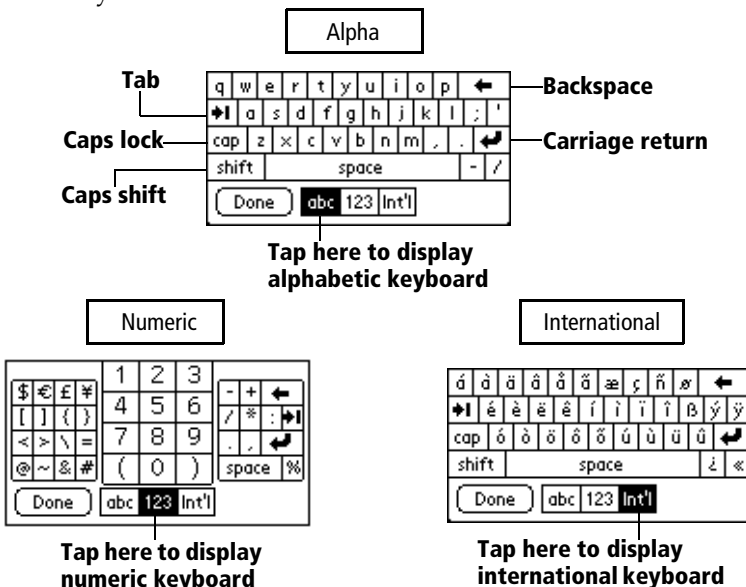 Alpha
Tab
Backspace
q w e r t y u i o p
a s d f g h j k l ; '
Caps lock
cap z x c v b n m , .
Carriage return
shift space - /
Caps shift
Done abc 123 Int'l
Tap here to display
alphabetic keyboard
Numeric
International
1 2 3
$ € £ ¥
- + 
4 5 6
[ ] { }
/ * :
7 8 9
< > \ =
. ,
( 0 )
@ ~ & #
space %
Done abc 123 Int'l
Tap here to display
numeric keyboard
á à ä â å ã æ ç ñ ø
é è ë ê í ì ï î ß ý ÿ
cap ó ò ö ô õ ú ù ü û
shift space ¿ «
Done abc 123 Int'l
Tap here to display
international keyboard